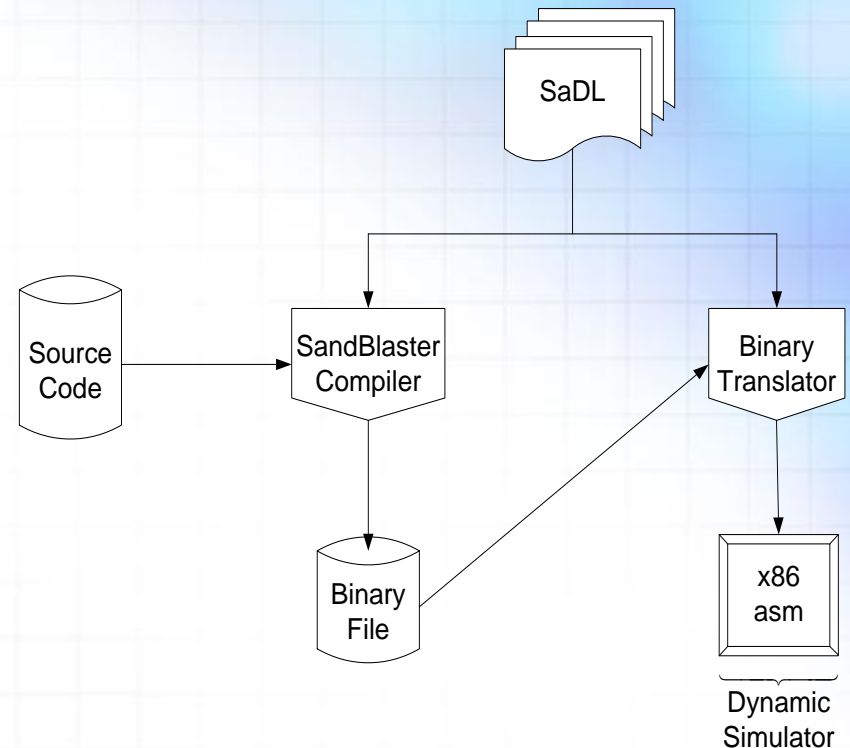 SaDL
Source
Code
SandBlaster
Compiler
Binary
Translator
Binary
File
x86
asm
Dynamic
Simulator